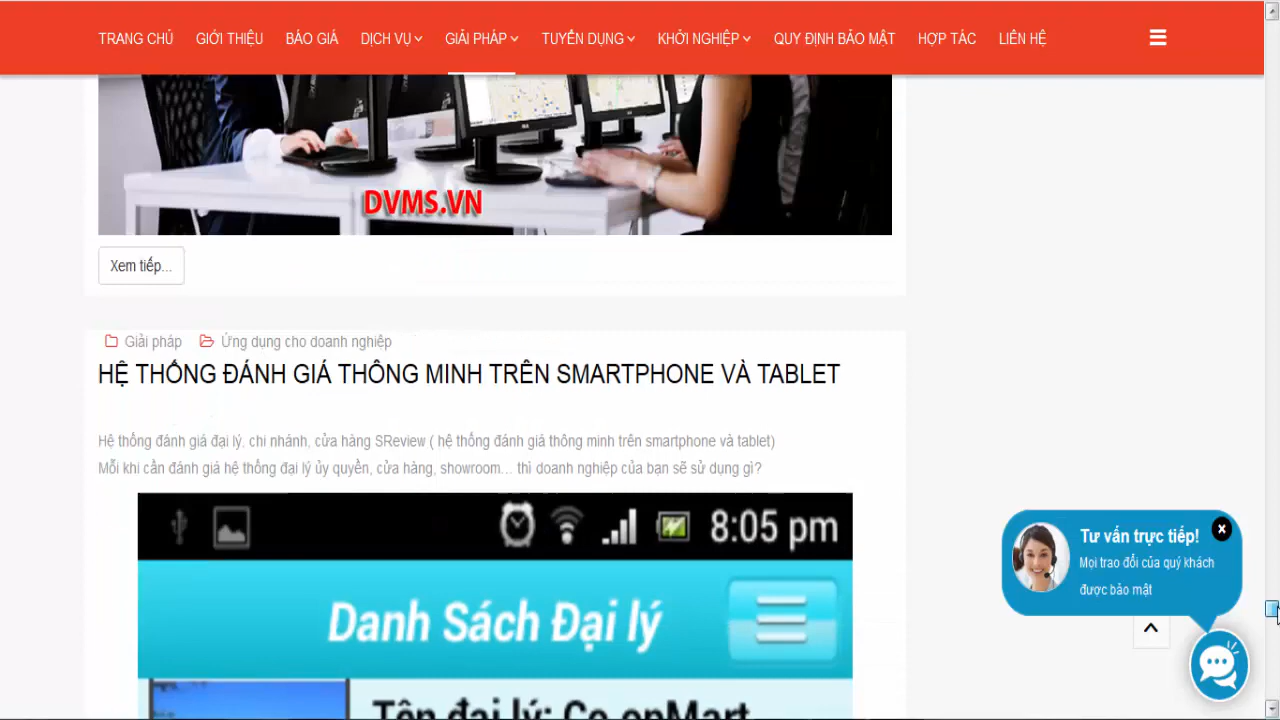 TRANG CHỦ GIỚI THIỆU BÁO GIÁ DỊCH VỤ GIẢI PHÁP TUYỂN DỤNG KHỞI NGHIỆP QUY ĐỊNH BẢO MẬT HỢP TÁC LIÊN HỆ
DVMS.VN
Xem tiếp...
Giải pháp Ứng dụng cho doanh nghiệp
HỆ THỐNG ĐÁNH GIÁ THÔNG MINH TRÊN SMARTPHONE VÀ TABLET
Hệ thống đánh giá đại lý, chi nhánh, cửa hàng SReview ( hệ thống đánh giá thông minh trên smartphone và tablet)
Mỗi khi cần đánh giá hệ thống đại lý ủy quyền, cửa hàng, showroom… thì doanh nghiệp của bạn sẽ sử dụng gì?
8:05 pm
Danh Sách Đại lý
Tên đại lý: Co.opMart
Tư vấn trực tiếp!
Mọi trao đổi của quý khách
được bảo mật